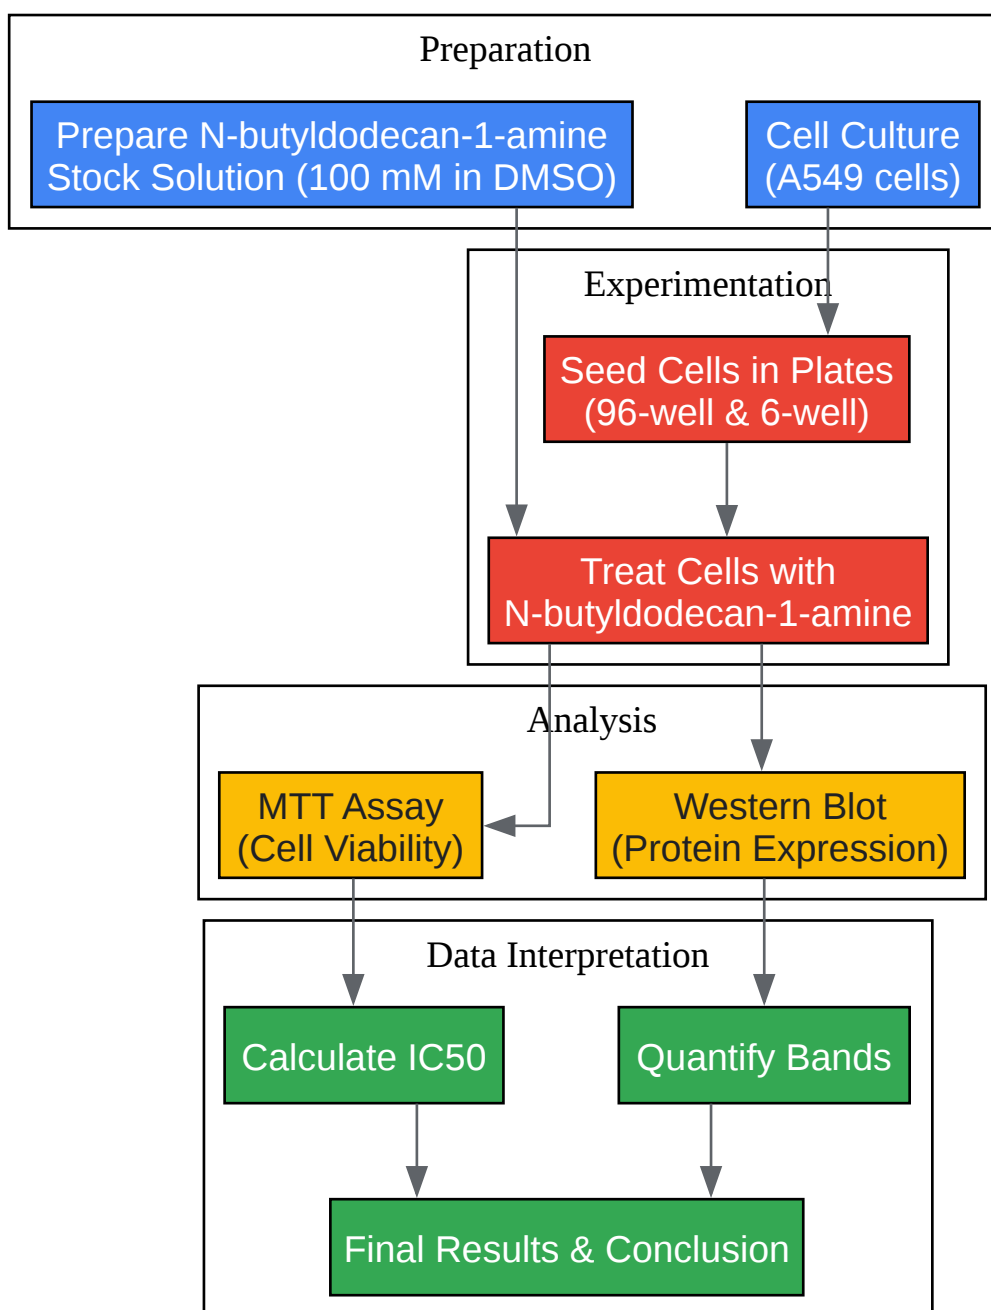 Preparation
Prepare N-butyldodecan-1-amine
Stock Solution (100 mM in DMSO)
Cell Culture
(A549 cells)
Experimentation
Seed Cells in Plates
(96-well & 6-well)
Treat Cells with
N-butyldodecan-1-amine
Analysis
MTT Assay
(Cell Viability)
Western Blot
(Protein Expression)
Data Interpretation
Calculate IC50
Quantify Bands
Final Results & Conclusion